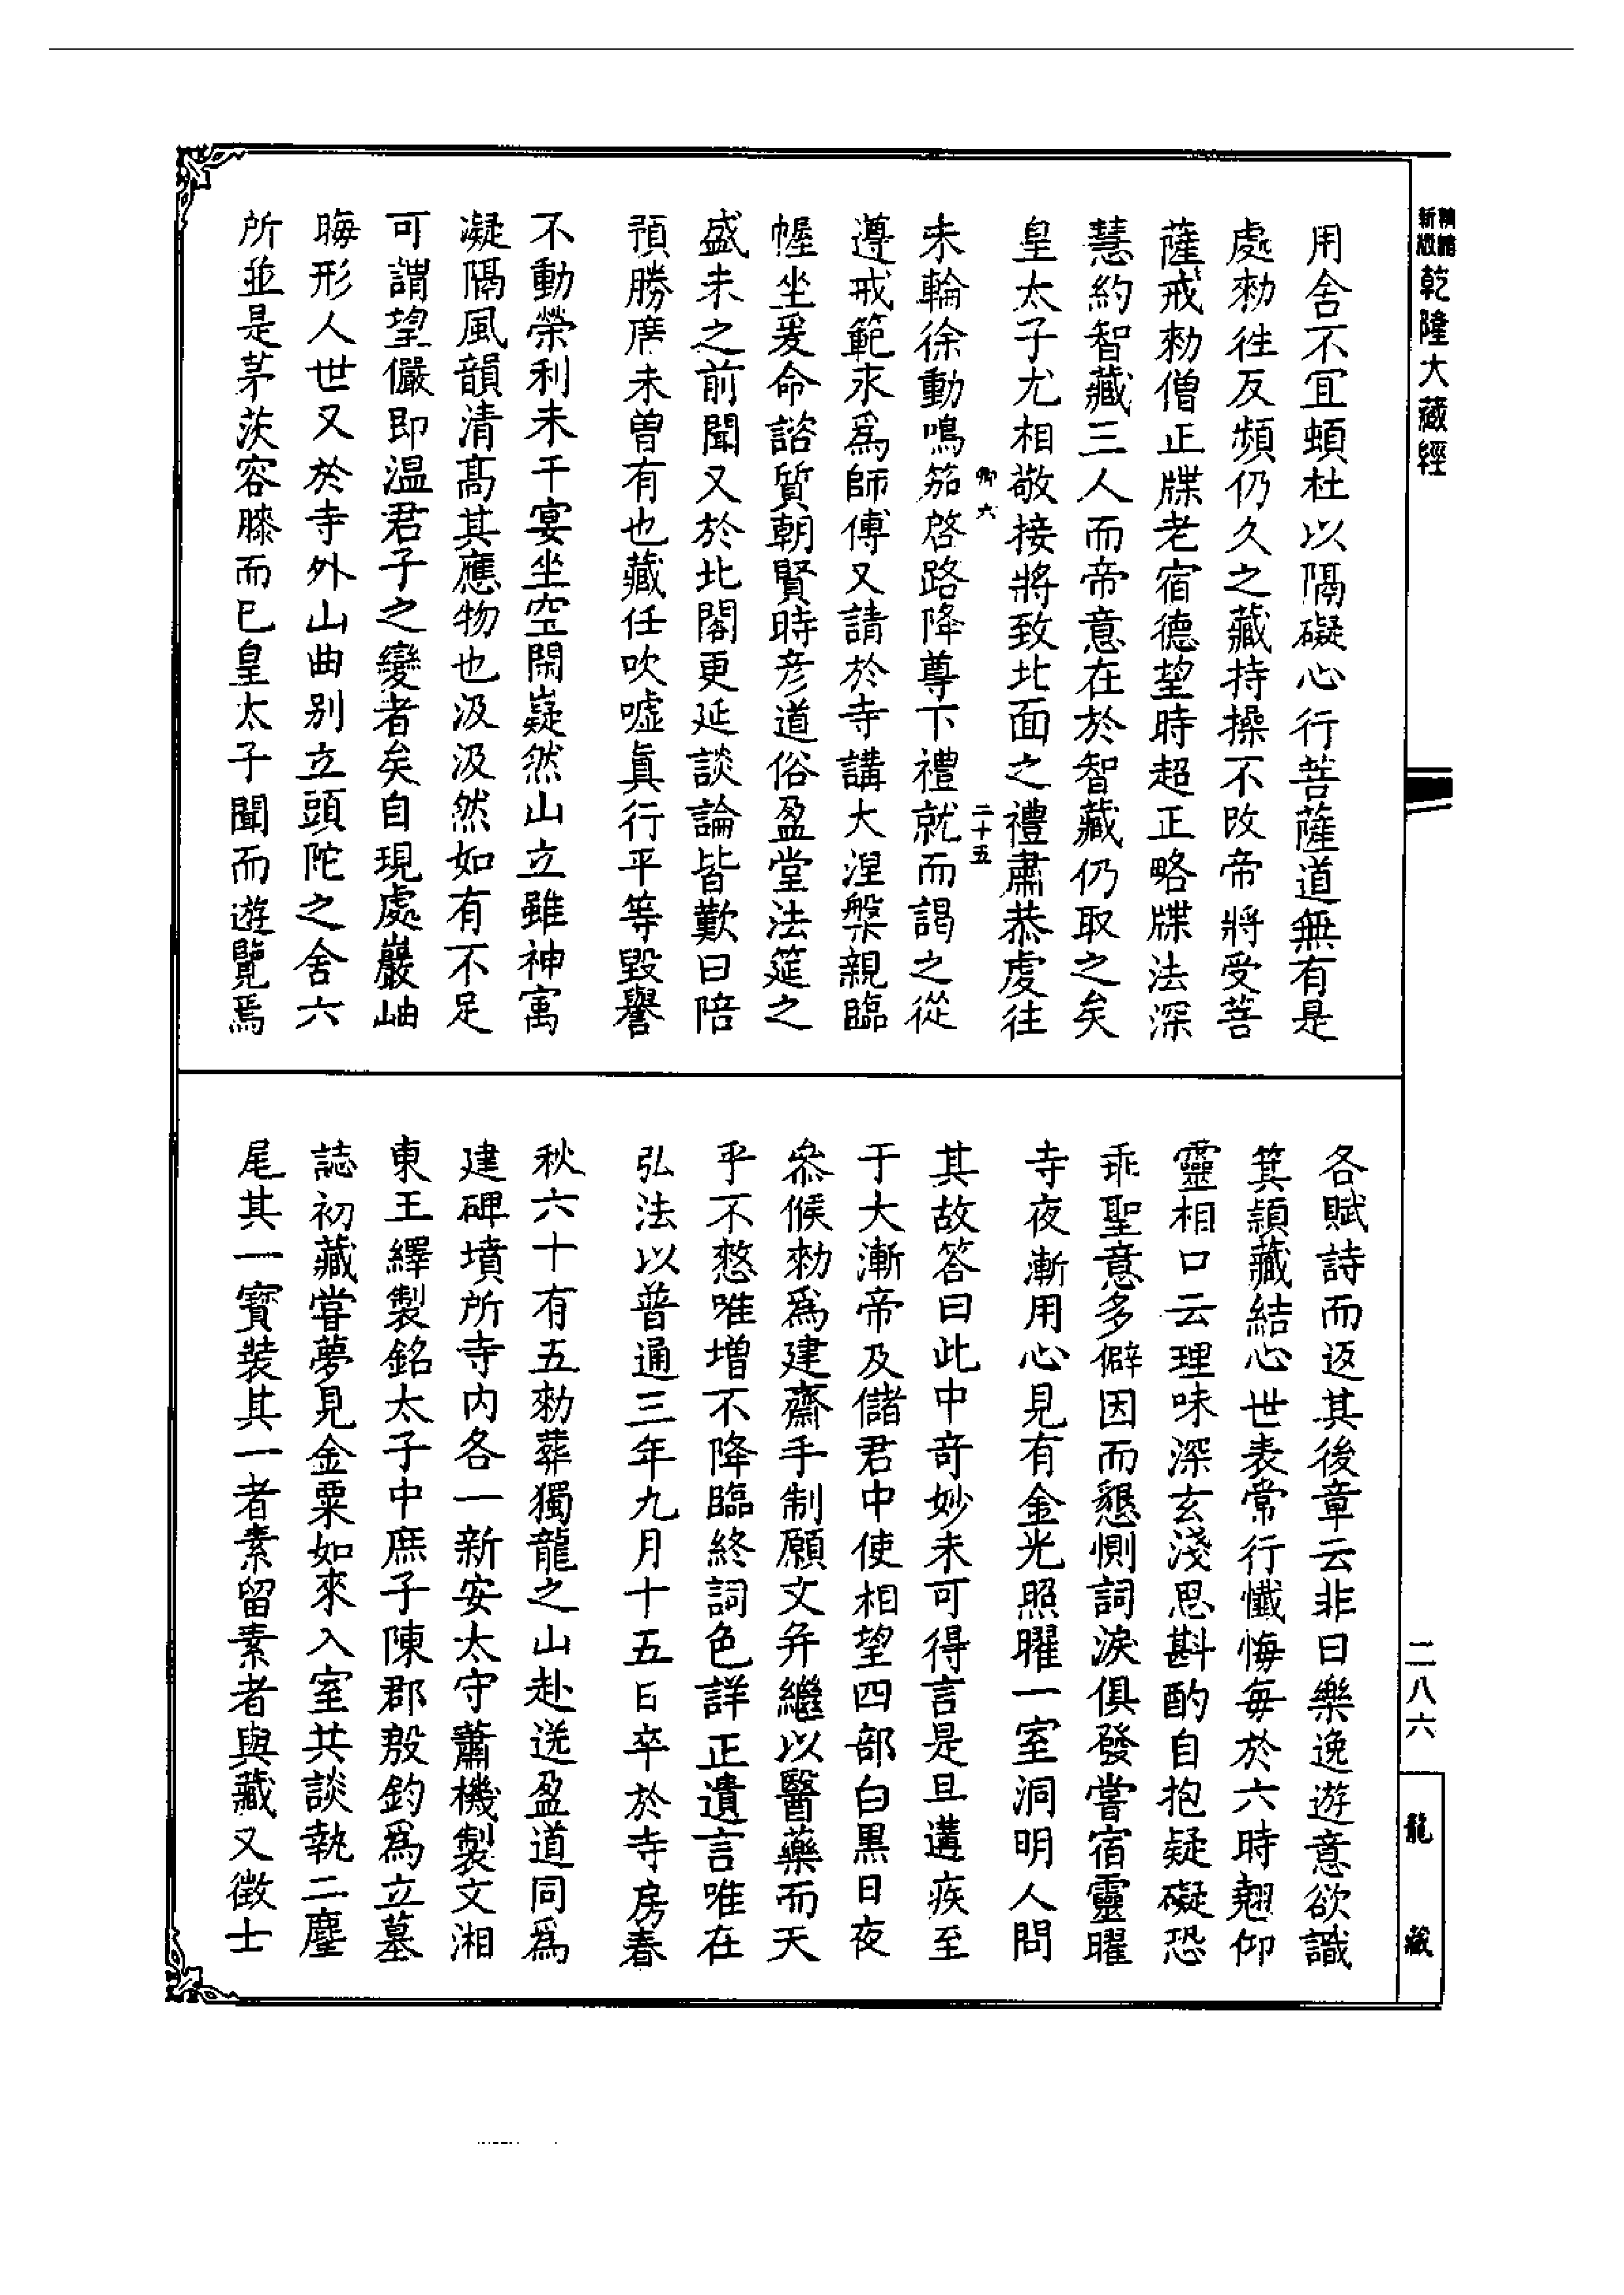 新編
縮
乾隆大藏經
用舍不宜蝢杜以隔礙心行菩薩道無有是
處勑徃反頻仍久之藏持操不改帝將受菩
薩戒勑僧正牒老宿德望時超正略牒法深
慧約智藏三人而帝意在於智藏仍取之矣
皇太子尤相敬接將致北面之禮肅恭虔往
卿六
二十五
朱輪徐動鳴笳啓路降尊下禮就而謁之從
遵戒範永爲師傅又請於寺講大涅槃親臨
幄坐爰命諮質朝賢時彥道俗盈堂法筵之
盛未之前聞又於北閣更延談論皆歎曰陪
預勝席未曾有也藏任吹噓眞行平等毀譽
不動榮利未干宴坐空閑嶷然山立雖神寓
凝隔風韻清髙其應物也汲汲然如有不足
可謂望儼即温君子之變者矣自現處巖岫
晦形人世又於寺外山曲别立頭陀之舍六
所並是茅茨容膝而巳皇太子聞而遊覽焉
各賦詩而返其後章云非曰樂逸遊意欲識
箕潁藏結心世表常行懺悔每於六時翹仰
靈相口云理味深玄淺思斟酌自抱疑礙恐
乖聖意多僻因而懇惻詞淚俱發嘗宿靈曜
寺夜漸用心見有金光照曜一室洞明人問
其故答曰此中竒妙未可得言是旦遘疾至
于大漸帝及儲君中使相望四部白黒日夜
叅候勑爲建齋手制願文并繼以醫藥而天
乎不憗唯增不降臨終詞色詳正遺言唯在
弘法以普通三年九月十五日卒於寺房春
秋六十有五勑葬獨龍之山赴送盈道同爲
建碑墳所寺内各一新安太守蕭機製文湘
東王繹製銘太子中庶子陳郡殷鈞爲立墓
誌初藏甞夢見金粟如來入室共談執二麈
尾其一寳裝其一者素留素者與藏又徵士
二八六
龍藏